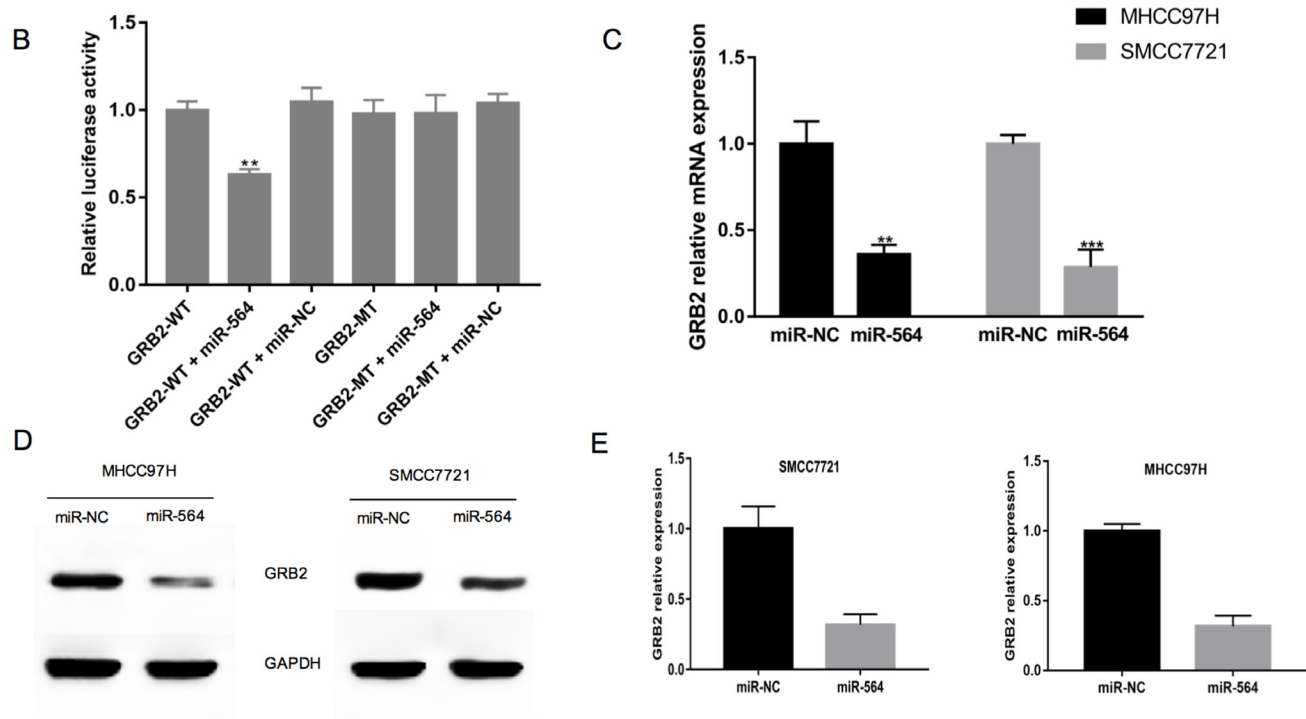 B
Relative luciferase activity
1.5
1.0
0.5
0.0
**
GRB2-WT
GRB2-WT + miR-564
GRB2-WT + miR-NC
GRB2-MT
GRB2-MT + miR-564
GRB2-MT + miR-NC
C
MHCC97H
SMCC7721
GRB2 relative mRNA expression
1.5
1.0
0.5
0.0
**
***
miR-NC miR-564 miR-NC miR-564
D
MHCC97H
miR-NC miR-564
SMCC7721
miR-NC miR-564
GRB2
GAPDH
E
SMCC7721
GRB2 relative expression
1.5
1.0
0.5
0.0
miR-NC miR-564
MHCC97H
GRB2 relative expression
1.5
1.0
0.5
0.0
miR-NC miR-564